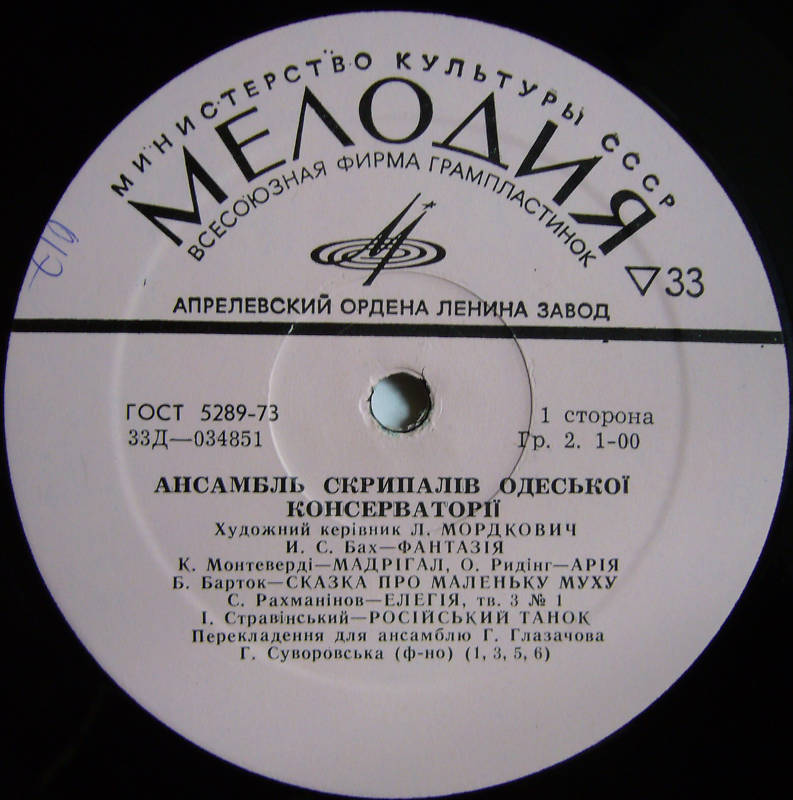 МИНИСТЕРСТВО КУЛЬТУРЫ СССР
МЕЛОДИЯ
ВСЕСОЮЗНАЯ ФИРМА ГРАМПЛАСТИНОК
33
АПРЕЛЕВСКИЙ ОРДЕНА ЛЕНИНА ЗАВОД
ГОСТ 5289-73
1 сторона
33Д—034851
Гр. 2. 1-00
АНСАМБЛЬ СКРИПАЛІВ ОДЕСЬКОЇ
КОНСЕРВАТОРІЇ
Художний керівник Л. МОРДКОВИЧ
И. С. Бах—ФАНТАЗІЯ
К. Монтеверді—МАДРІГАЛ, О. Ридінг—АРІЯ
Б. Барток—СКАЗКА ПРО МАЛЕНЬКУ МУХУ
С. Рахманінов—ЕЛЕГІЯ, тв. 3 № 1
І. Стравінський—РОСІЙСЬКИЙ ТАНОК
Перекладення для ансамблю Г. Глазачова
Г. Суворовська (ф-но) (1, 3, 5, 6)